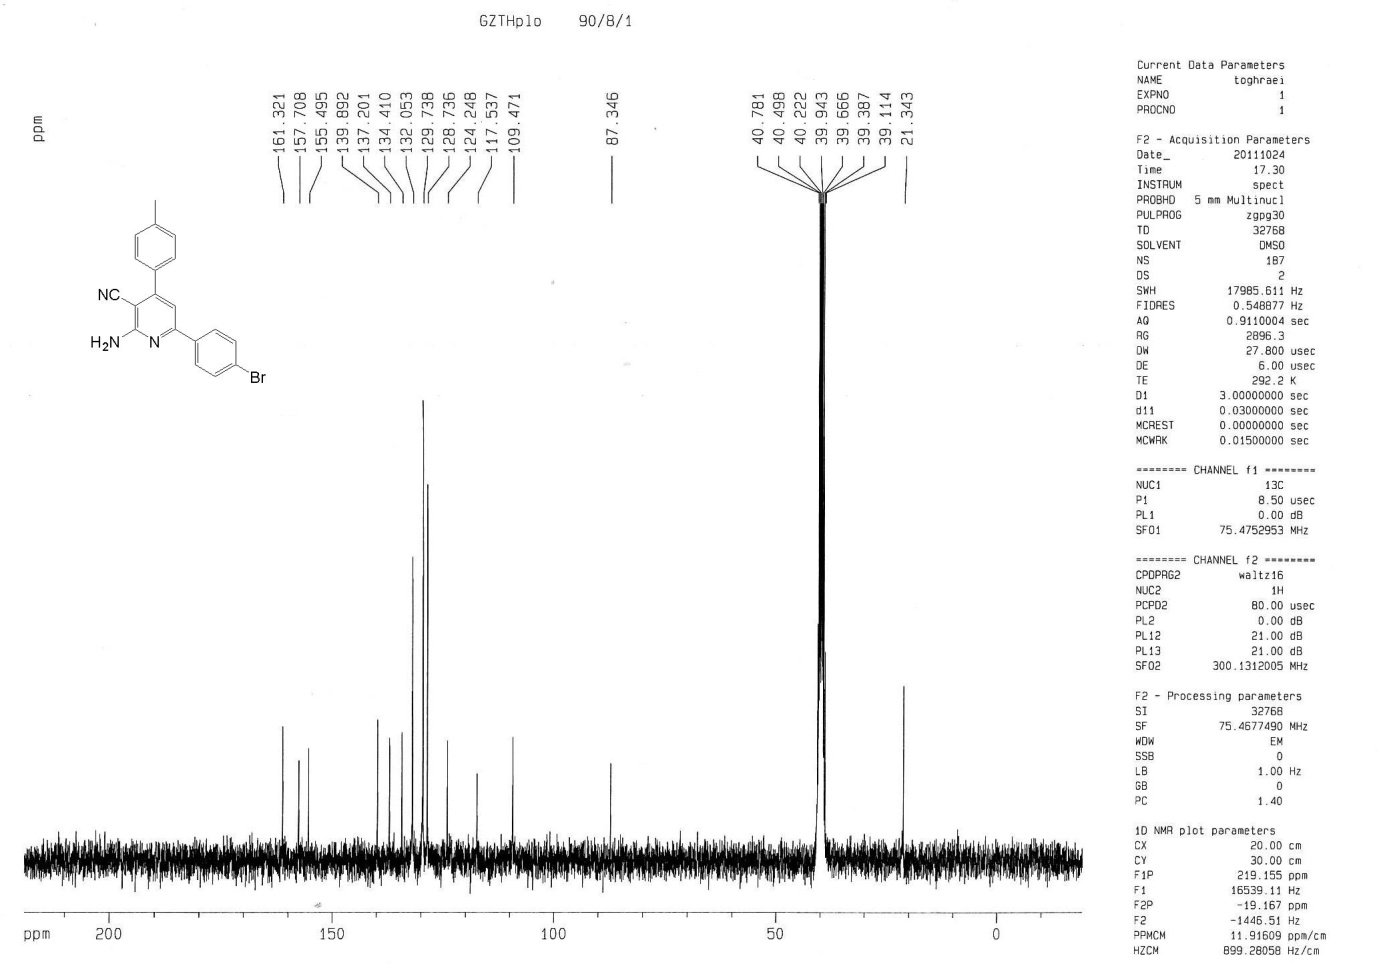 GZTHplo 90/8/1
ppm
161.321
157.708
155.495
139.892
137.201
134.410
132.053
129.738
128.736
124.248
117.537
109.471
87.346
40.781
40.498
40.222
39.943
39.666
39.387
39.114
21.343
NC
H2N
N
Br
ppm 200 150 100 50 0
Current Data Parameters
NAME toghraei
EXPNO 1
PROCNO 1
F2 - Acquisition Parameters
Date_ 20111024
Time 17.30
INSTRUM spect
PROBHD 5 mm Multinucl
PULPROG zgpg30
TD 32768
SOLVENT DMSO
NS 187
DS 2
SWH 17985.611 Hz
FIDRES 0.548877 Hz
AQ 0.9110004 sec
RG 2896.3
DW 27.800 usec
DE 6.00 usec
TE 292.2 K
D1 3.00000000 sec
d11 0.03000000 sec
MCREST 0.00000000 sec
MCWRK 0.01500000 sec
======== CHANNEL f1 ========
NUC1 13C
P1 8.50 usec
PL1 0.00 dB
SFO1 75.4752953 MHz
======== CHANNEL f2 ========
CPDPRG2 waltz16
NUC2 1H
PCPD2 80.00 usec
PL2 0.00 dB
PL12 21.00 dB
PL13 21.00 dB
SFO2 300.1312005 MHz
F2 - Processing parameters
SI 32768
SF 75.4677490 MHz
WDW EM
SSB 0
LB 1.00 Hz
GB 0
PC 1.40
1D NMR plot parameters
CX 20.00 cm
CY 30.00 cm
F1P 219.155 ppm
F1 16539.11 Hz
F2P -19.167 ppm
F2 -1446.51 Hz
PPMCM 11.91609 ppm/cm
HZCM 899.28058 Hz/cm